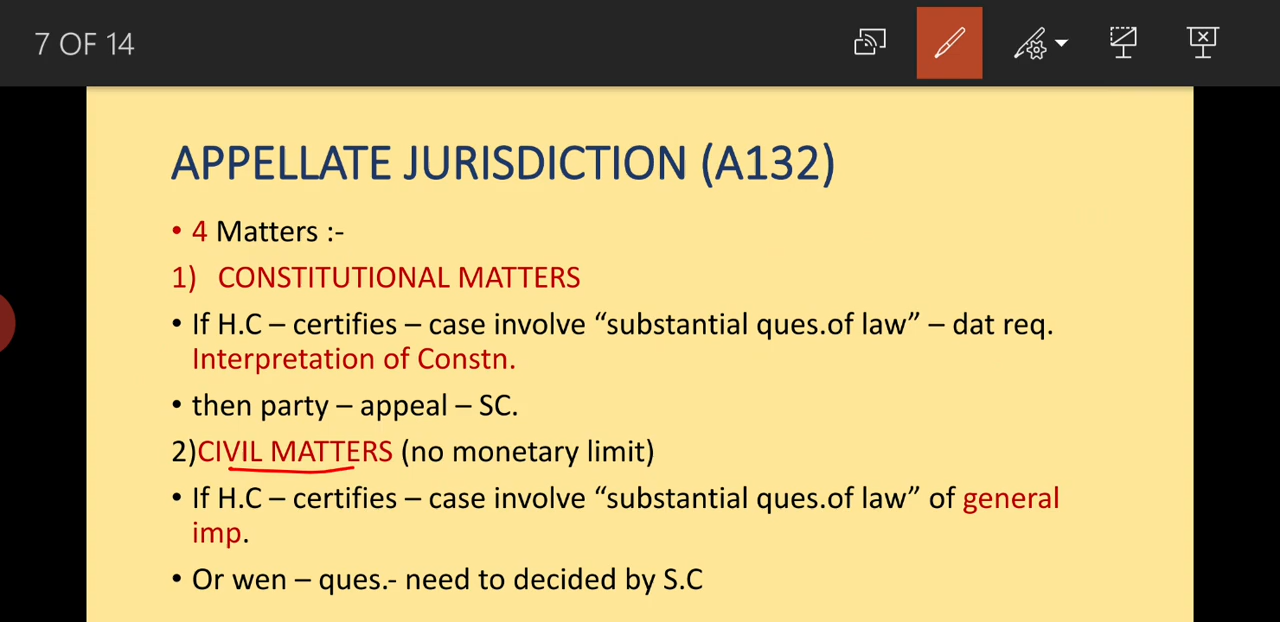 7 OF 14
APPELLATE JURISDICTION (A132)
• 4 Matters :-
1) CONSTITUTIONAL MATTERS
• If H.C – certifies – case involve “substantial ques.of law” – dat req.
Interpretation of Constn.
• then party – appeal – SC.
2)CIVIL MATTERS (no monetary limit)
• If H.C – certifies – case involve “substantial ques.of law” of general
imp.
• Or wen – ques.- need to decided by S.C